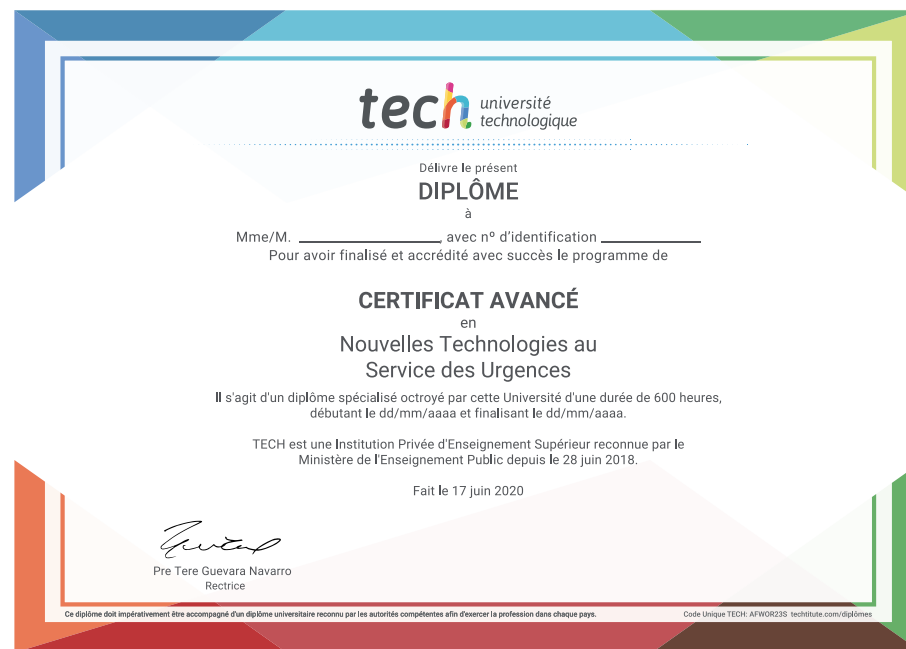 tech université
technologique
Délivre le présent
DIPLÔME
à
Mme/M. ____________________, avec nº d'identification ______________
Pour avoir finalisé et accrédité avec succès le programme de
CERTIFICAT AVANCÉ
en
Nouvelles Technologies au
Service des Urgences
Il s'agit d'un diplôme spécialisé octroyé par cette Université d'une durée de 600 heures,
débutant le dd/mm/aaaa et finalisant le dd/mm/aaaa.
TECH est une Institution Privée d'Enseignement Supérieur reconnue par le
Ministère de l'Enseignement Public depuis le 28 juin 2018.
Fait le 17 juin 2020
Pre Tere Guevara Navarro
Rectrice
Ce diplôme doit impérativement être accompagné d'un diplôme universitaire reconnu par les autorités compétentes afin d'exercer la profession dans chaque pays.
Code Unique TECH: AFWOR23S techtitute.com/diplômes